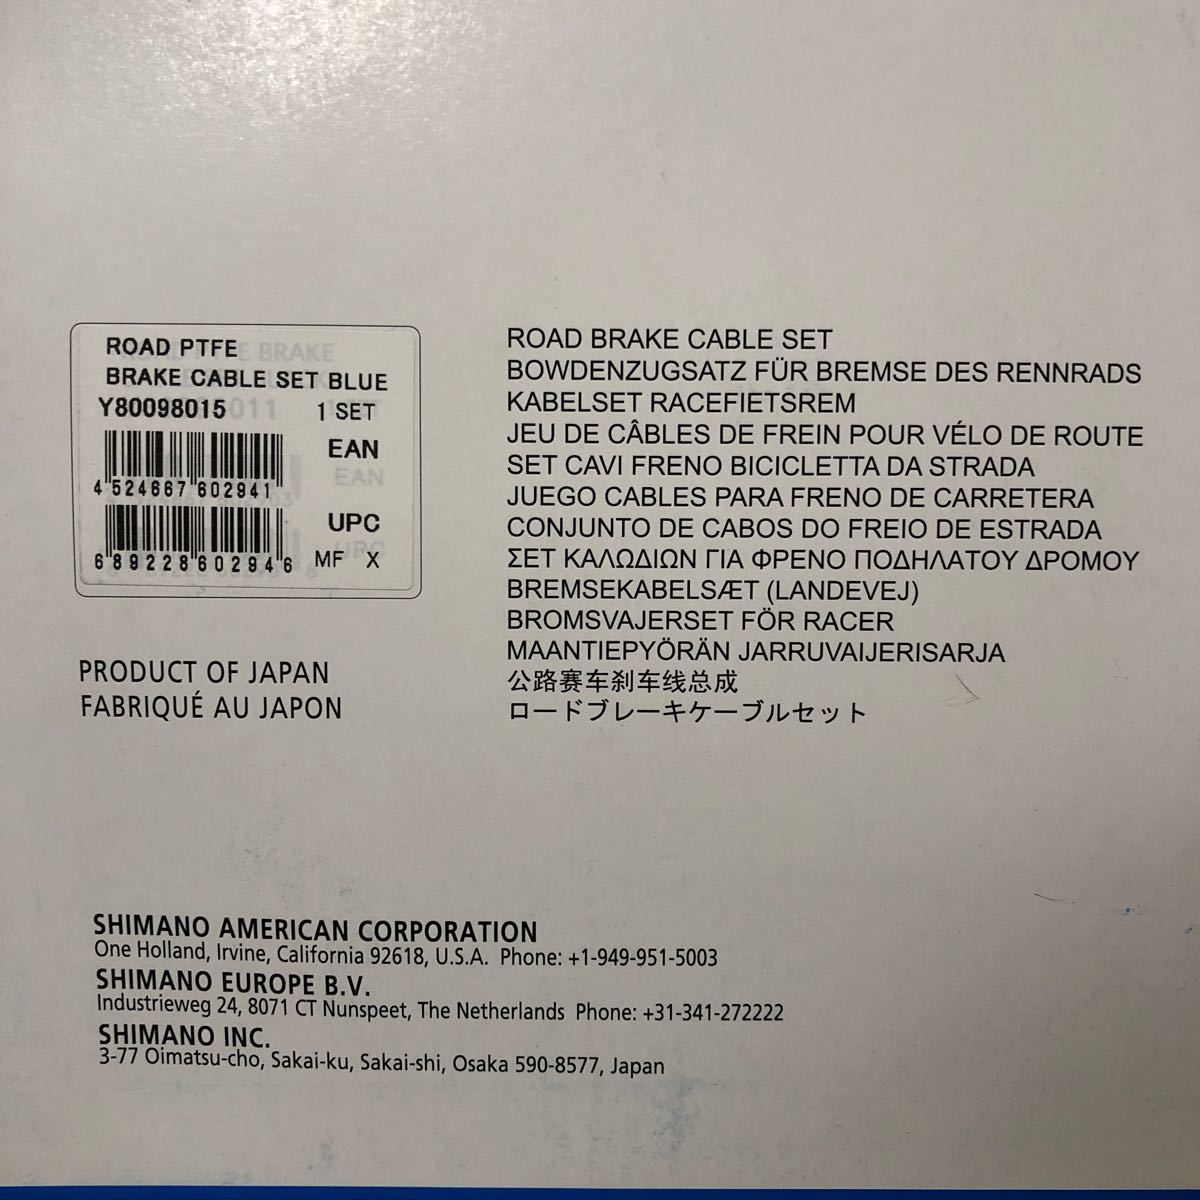 ROAD PTFE
BRAKE CABLE SET BLUE
Y80098015 1 SET
EAN
4 524667 602941
UPC
6 89228 60294 6
MF X
PRODUCT OF JAPAN
FABRIQUÉ AU JAPON
ROAD BRAKE CABLE SET
BOWDENZUGSATZ FÜR BREMSE DES RENNRADS
KABELSET RACEFIETSREM
JEU DE CÂBLES DE FREIN POUR VÉLO DE ROUTE
SET CAVI FRENO BICICLETTA DA STRADA
JUEGO CABLES PARA FRENO DE CARRETERA
CONJUNTO DE CABOS DO FREIO DE ESTRADA
ΣΕΤ ΚΑΛΩΔΙΩΝ ΓΙΑ ΦΡΕΝΟ ΠΟΔΗΛΑΤΟΥ ΔΡΟΜΟΥ
BREMSEKABELSÆT (LANDEVEJ)
BROMSVAJERSET FÖR RACER
MAANTIEPYÖRÄN JARRUVAIJERISARJA
公路赛车刹车线总成
ロードブレーキケーブルセット
SHIMANO AMERICAN CORPORATION
One Holland, Irvine, California 92618, U.S.A. Phone: +1-949-951-5003
SHIMANO EUROPE B.V.
Industrieweg 24, 8071 CT Nunspeet, The Netherlands Phone: +31-341-272222
SHIMANO INC.
3-77 Oimatsu-cho, Sakai-ku, Sakai-shi, Osaka 590-8577, Japan